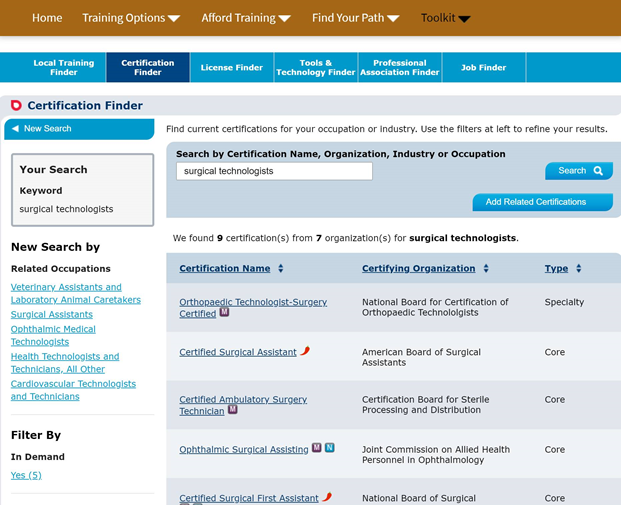 Home Training Options Afford Training Find Your Path Toolkit
Local Training Finder
Certification Finder
License Finder
Tools & Technology Finder
Professional Association Finder
Job Finder
Certification Finder
New Search
Find current certifications for your occupation or industry. Use the filters at left to refine your results.
Your Search
Keyword
surgical technologists
Search by Certification Name, Organization, Industry or Occupation
surgical technologists
Search
Add Related Certifications
New Search by
Related Occupations
Veterinary Assistants and
Laboratory Animal Caretakers
Surgical Assistants
Ophthalmic Medical
Technologists
Health Technologists and
Technicians, All Other
Cardiovascular Technologists
and Technicians
Filter By
In Demand
Yes (5)
We found 9 certification(s) from 7 organization(s) for surgical technologists.
Certification Name Certifying Organization Type
Orthopaedic Technologist-Surgery National Board for Certification of Specialty
Certified M Orthopaedic Technololgists
Certified Surgical Assistant American Board of Surgical Core
Assistants
Certified Ambulatory Surgery Certification Board for Sterile Core
Technician M Processing and Distribution
Ophthalmic Surgical Assisting M N Joint Commission on Allied Health Core
Personnel in Ophthalmology
Certified Surgical First Assistant National Board of Surgical Core